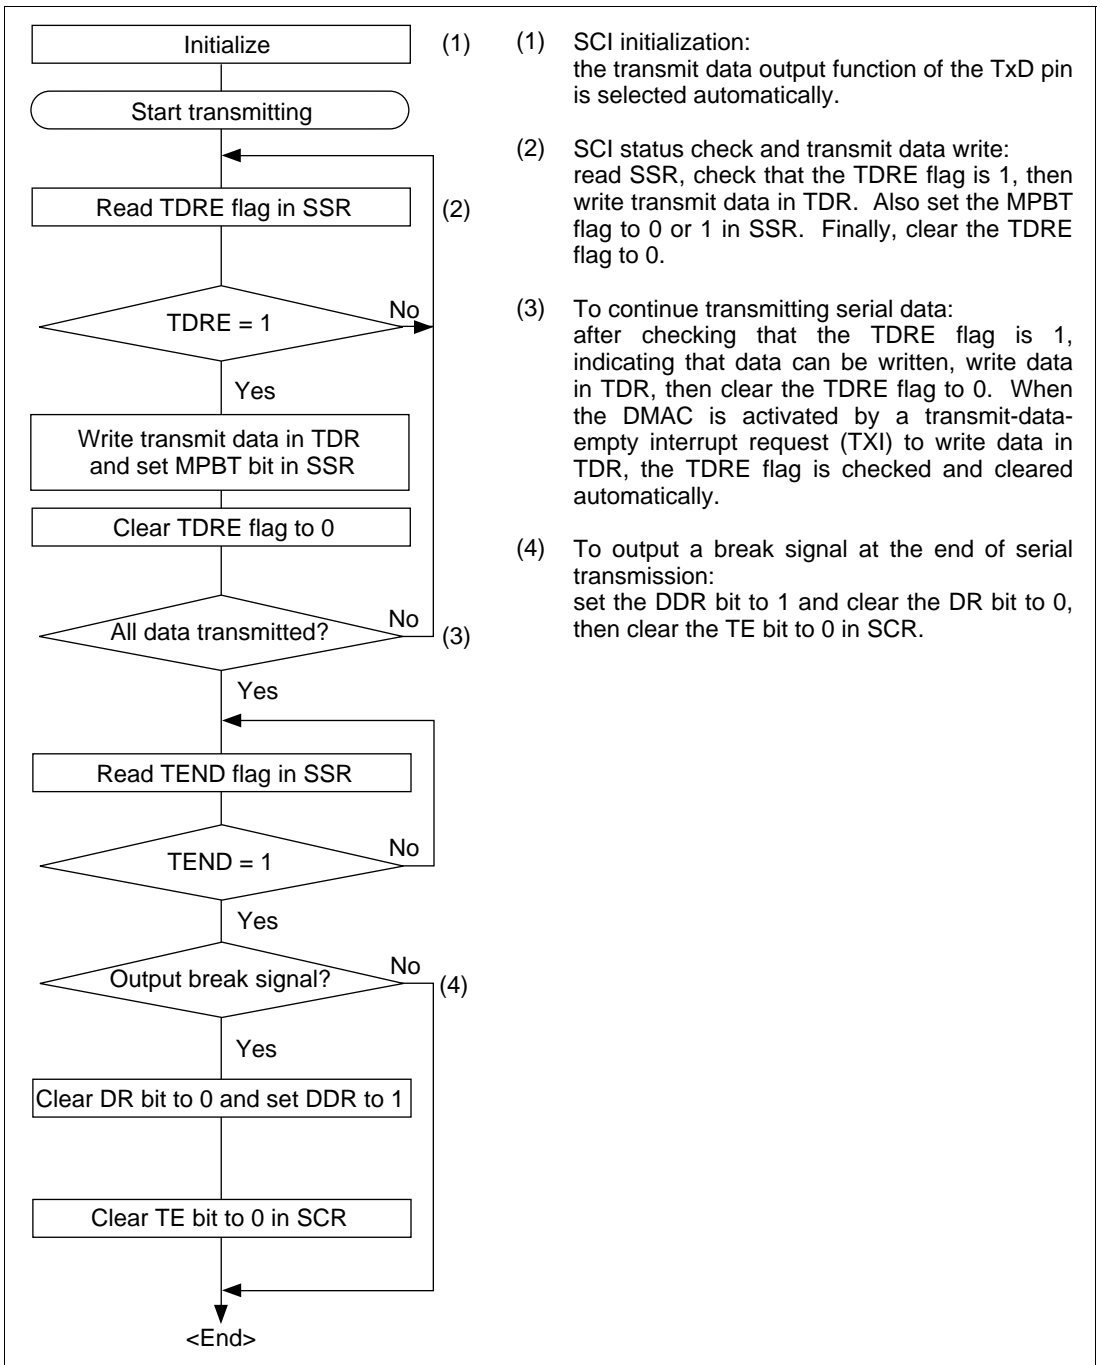 Initialize
(1)
Start transmitting
Read TDRE flag in SSR
(2)
TDRE = 1
No
Yes
Write transmit data in TDR
and set MPBT bit in SSR
Clear TDRE flag to 0
All data transmitted?
No
(3)
Yes
Read TEND flag in SSR
TEND = 1
No
Yes
Output break signal?
No
(4)
Yes
Clear DR bit to 0 and set DDR to 1
Clear TE bit to 0 in SCR
<End>
(1) SCI initialization:
the transmit data output function of the TxD pin
is selected automatically.
(2) SCI status check and transmit data write:
read SSR, check that the TDRE flag is 1, then
write transmit data in TDR. Also set the MPBT
flag to 0 or 1 in SSR. Finally, clear the TDRE
flag to 0.
(3) To continue transmitting serial data:
after checking that the TDRE flag is 1,
indicating that data can be written, write data
in TDR, then clear the TDRE flag to 0. When
the DMAC is activated by a transmit-data-
empty interrupt request (TXI) to write data in
TDR, the TDRE flag is checked and cleared
automatically.
(4) To output a break signal at the end of serial
transmission:
set the DDR bit to 1 and clear the DR bit to 0,
then clear the TE bit to 0 in SCR.